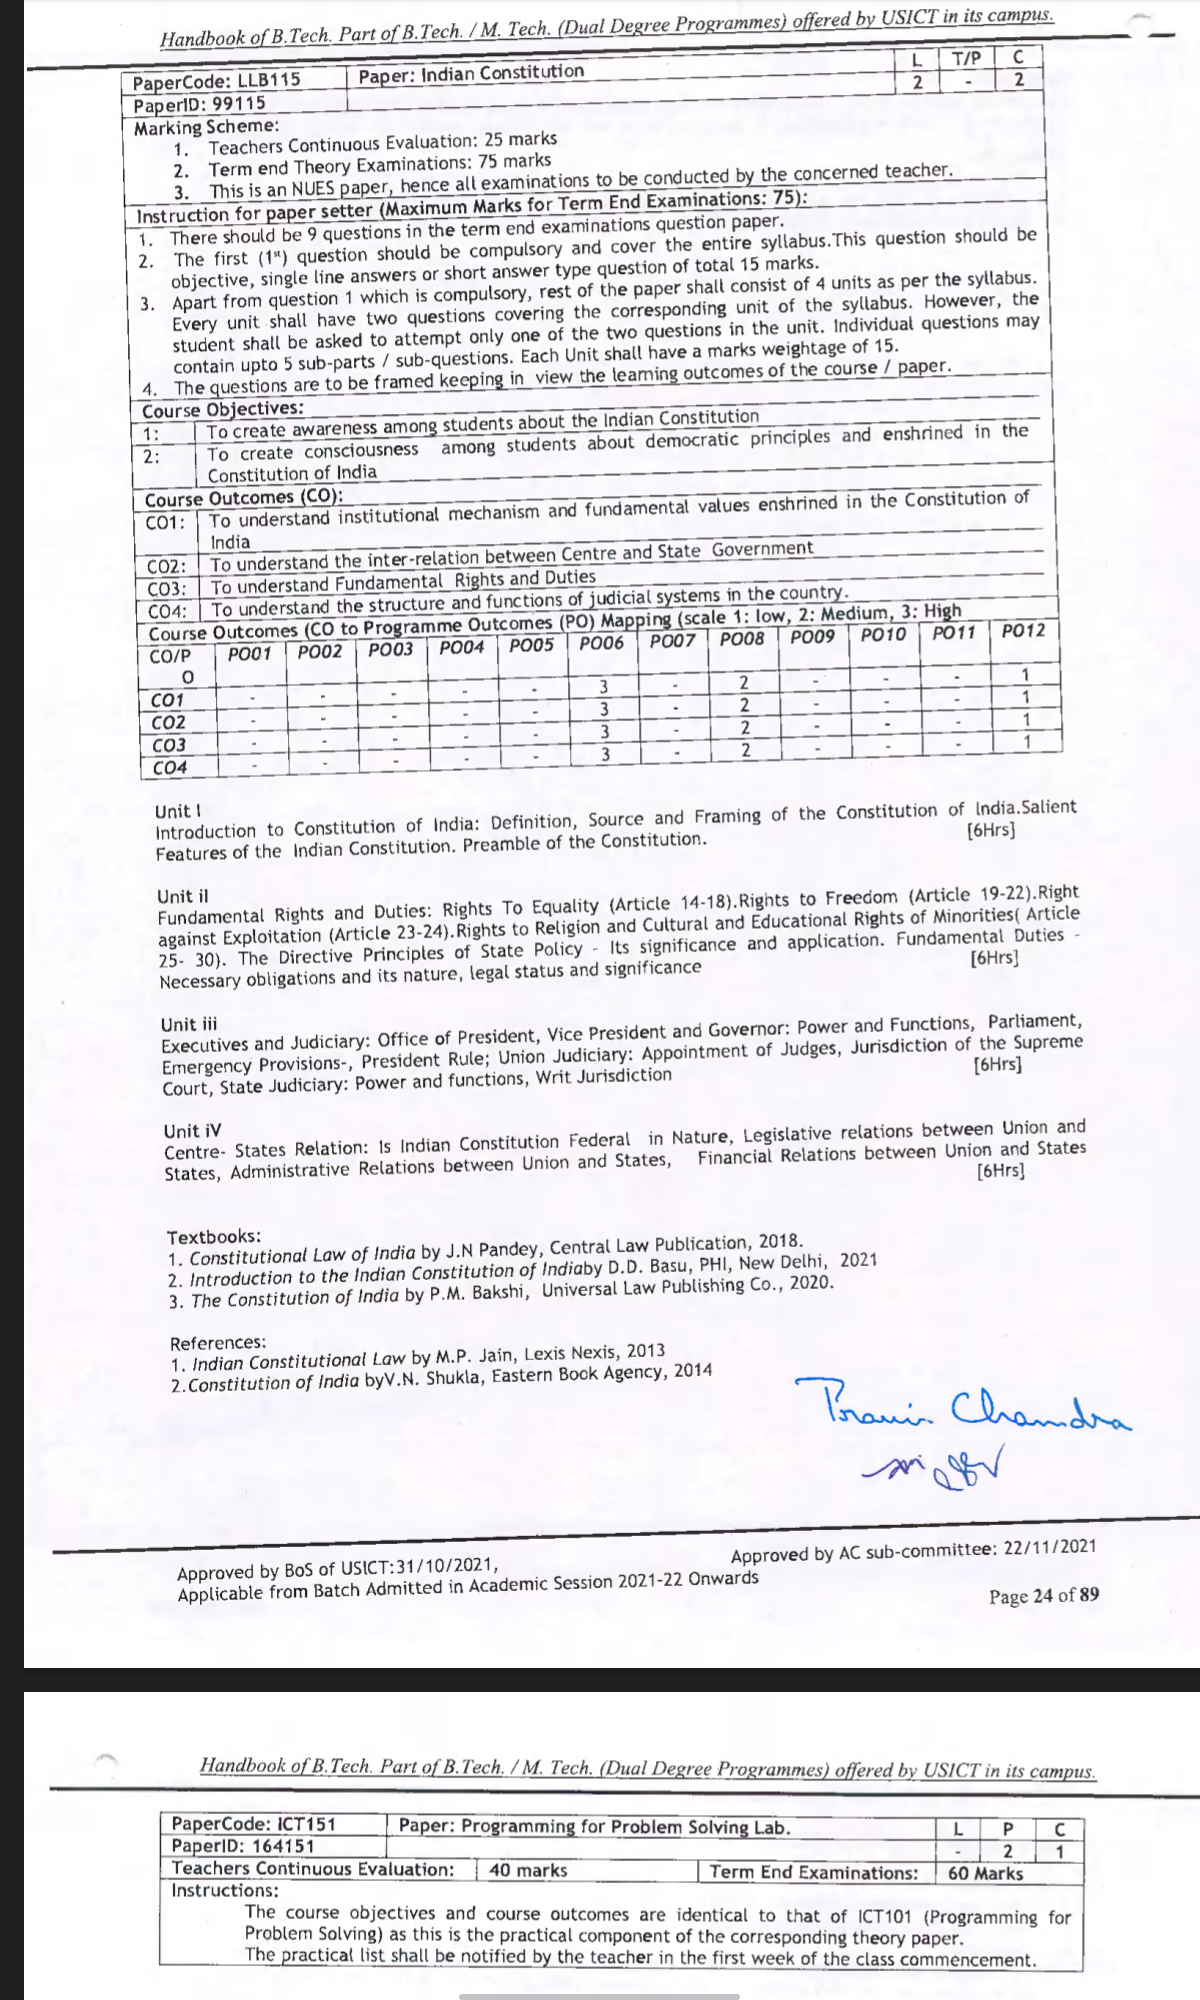 Handbook of B.Tech. Part of B.Tech. / M. Tech. (Dual Degree Programmes) offered by USICT in its campus.
PaperCode: LLB115 Paper: Indian Constitution L T/P C
PaperID: 99115 2 - 2
Marking Scheme:
1. Teachers Continuous Evaluation: 25 marks
2. Term end Theory Examinations: 75 marks
3. This is an NUES paper, hence all examinations to be conducted by the concerned teacher.
Instruction for paper setter (Maximum Marks for Term End Examinations: 75):
1. There should be 9 questions in the term end examinations question paper.
2. The first (1st) question should be compulsory and cover the entire syllabus.This question should be
objective, single line answers or short answer type question of total 15 marks.
3. Apart from question 1 which is compulsory, rest of the paper shall consist of 4 units as per the syllabus.
Every unit shall have two questions covering the corresponding unit of the syllabus. However, the
student shall be asked to attempt only one of the two questions in the unit. Individual questions may
contain upto 5 sub-parts / sub-questions. Each Unit shall have a marks weightage of 15.
4. The questions are to be framed keeping in view the learning outcomes of the course / paper.
Course Objectives:
1: To create awareness among students about the Indian Constitution
2: To create consciousness among students about democratic principles and enshrined in the
Constitution of India
Course Outcomes (CO):
CO1: To understand institutional mechanism and fundamental values enshrined in the Constitution of
India
CO2: To understand the inter-relation between Centre and State Government
CO3: To understand Fundamental Rights and Duties
CO4: To understand the structure and functions of judicial systems in the country.
Course Outcomes (CO to Programme Outcomes (PO) Mapping (scale 1: low, 2: Medium, 3: High
CO/P PO01 PO02 PO03 PO04 PO05 PO06 PO07 PO08 PO09 PO10 PO11 PO12
O
CO1 - - - - - 3 - 2 - - - 1
CO2 - - - - - 3 - 2 - - - 1
CO3 - - - - - 3 - 2 - - - 1
CO4 - - - - - 3 - 2 - - - 1
Unit I
Introduction to Constitution of India: Definition, Source and Framing of the Constitution of India.Salient
Features of the Indian Constitution. Preamble of the Constitution. [6Hrs]
Unit iI
Fundamental Rights and Duties: Rights To Equality (Article 14-18).Rights to Freedom (Article 19-22).Right
against Exploitation (Article 23-24).Rights to Religion and Cultural and Educational Rights of Minorities( Article
25- 30). The Directive Principles of State Policy - Its significance and application. Fundamental Duties -
Necessary obligations and its nature, legal status and significance [6Hrs]
Unit iii
Executives and Judiciary: Office of President, Vice President and Governor: Power and Functions, Parliament,
Emergency Provisions-, President Rule; Union Judiciary: Appointment of Judges, Jurisdiction of the Supreme
Court, State Judiciary: Power and functions, Writ Jurisdiction [6Hrs]
Unit iV
Centre- States Relation: Is Indian Constitution Federal in Nature, Legislative relations between Union and
States, Administrative Relations between Union and States, Financial Relations between Union and States
[6Hrs]
Textbooks:
1. Constitutional Law of India by J.N Pandey, Central Law Publication, 2018.
2. Introduction to the Indian Constitution of Indiaby D.D. Basu, PHI, New Delhi, 2021
3. The Constitution of India by P.M. Bakshi, Universal Law Publishing Co., 2020.
References:
1. Indian Constitutional Law by M.P. Jain, Lexis Nexis, 2013
2.Constitution of India byV.N. Shukla, Eastern Book Agency, 2014
Chandra
Approved by BoS of USICT:31/10/2021, Approved by AC sub-committee: 22/11/2021
Applicable from Batch Admitted in Academic Session 2021-22 Onwards
Page 24 of 89
Handbook of B.Tech. Part of B.Tech. / M. Tech. (Dual Degree Programmes) offered by USICT in its campus.
PaperCode: ICT151 Paper: Programming for Problem Solving Lab. L P C
PaperID: 164151 - 2 1
Teachers Continuous Evaluation: 40 marks Term End Examinations: 60 Marks
Instructions:
The course objectives and course outcomes are identical to that of ICT101 (Programming for
Problem Solving) as this is the practical component of the corresponding theory paper.
The practical list shall be notified by the teacher in the first week of the class commencement.